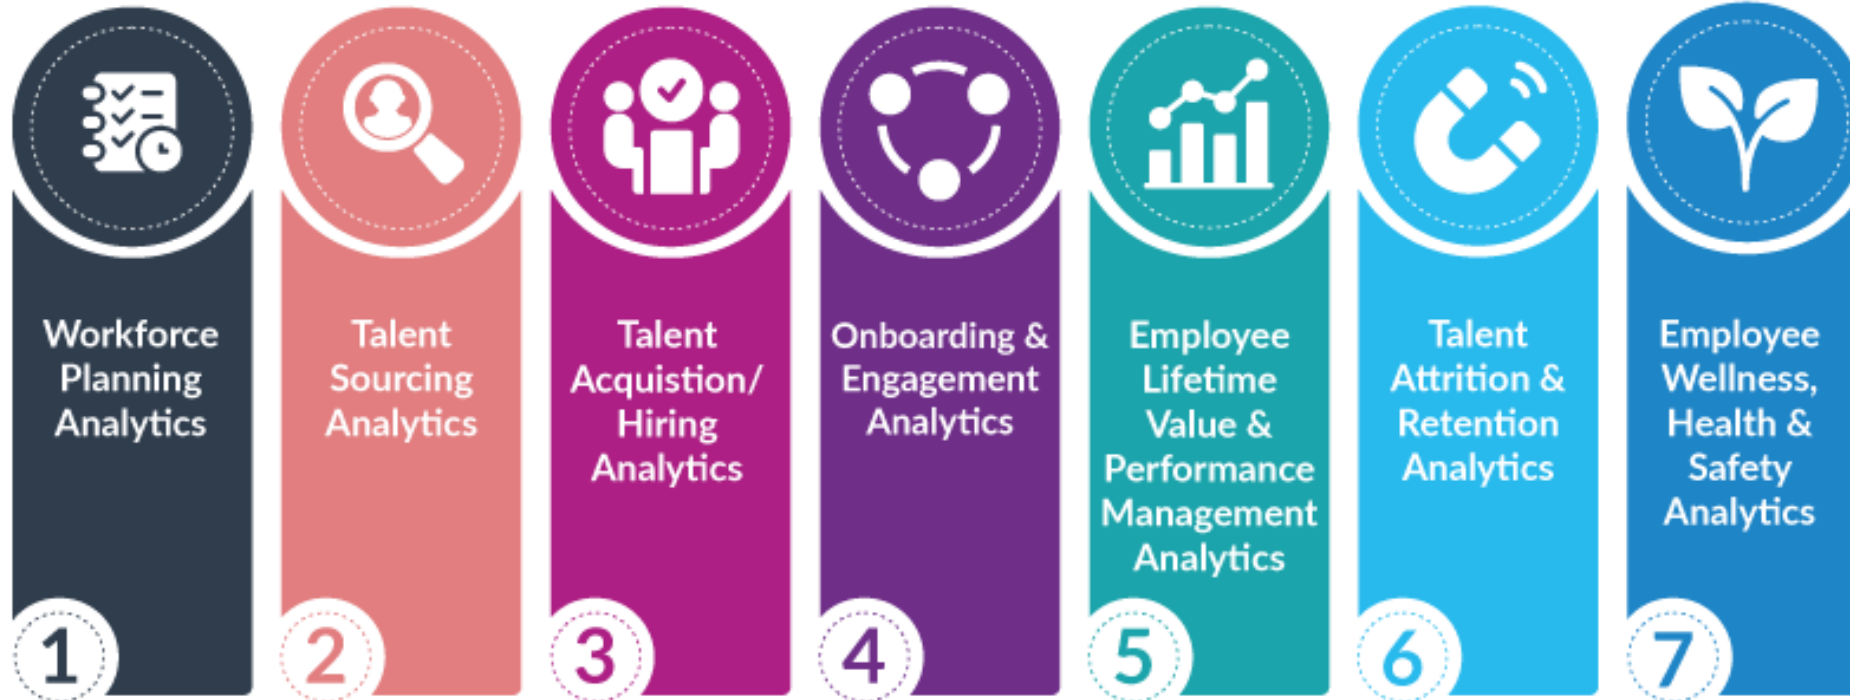 Workforce
Planning
Analytics
1
Talent
Sourcing
Analytics
2
Talent
Acquistion/
Hiring
Analytics
3
Onboarding &
Engagement
Analytics
4
Employee
Lifetime
Value &
Performance
Management
Analytics
5
Talent
Attrition &
Retention
Analytics
6
Employee
Wellness,
Health &
Safety
Analytics
7